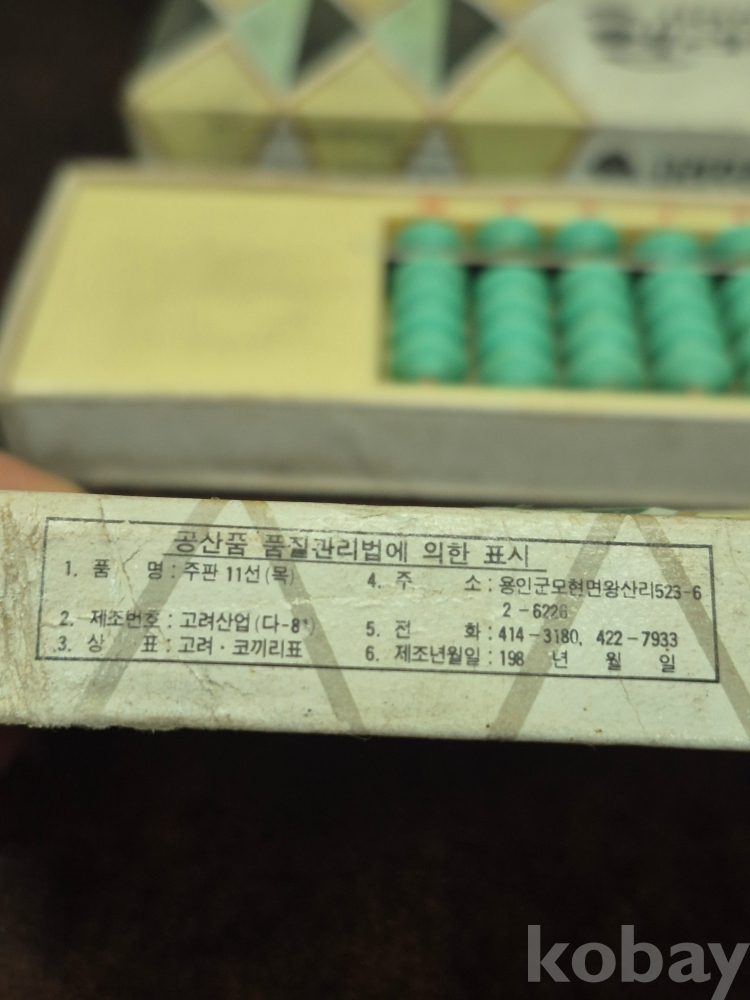 공산품 품질관리법에 의한 표시
1. 품 명 : 주판 11선(목)
2. 제조번호 : 고려산업(다-8
3. 상 표 : 고려·코끼리표
4. 주 소 : 용인군모현면왕산리523-6
2-6226
5. 전 화 : 414-3180, 422-7933
6. 제조년월일 : 198 년 월 일
kobay